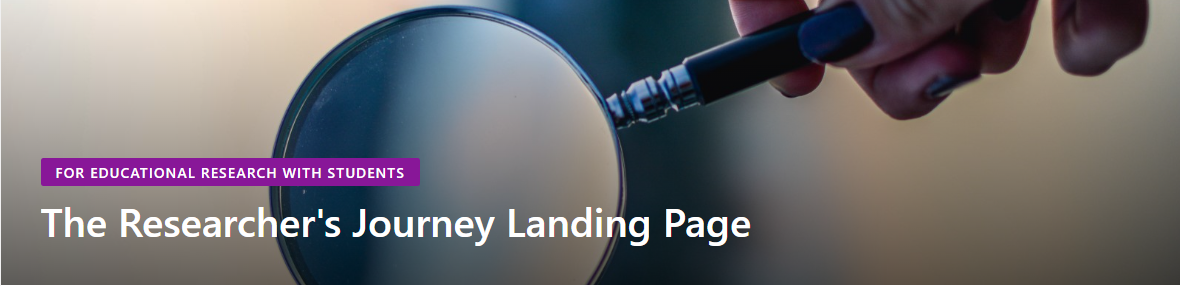 FOR EDUCATIONAL RESEARCH WITH STUDENTS
The Researcher's Journey Landing Page